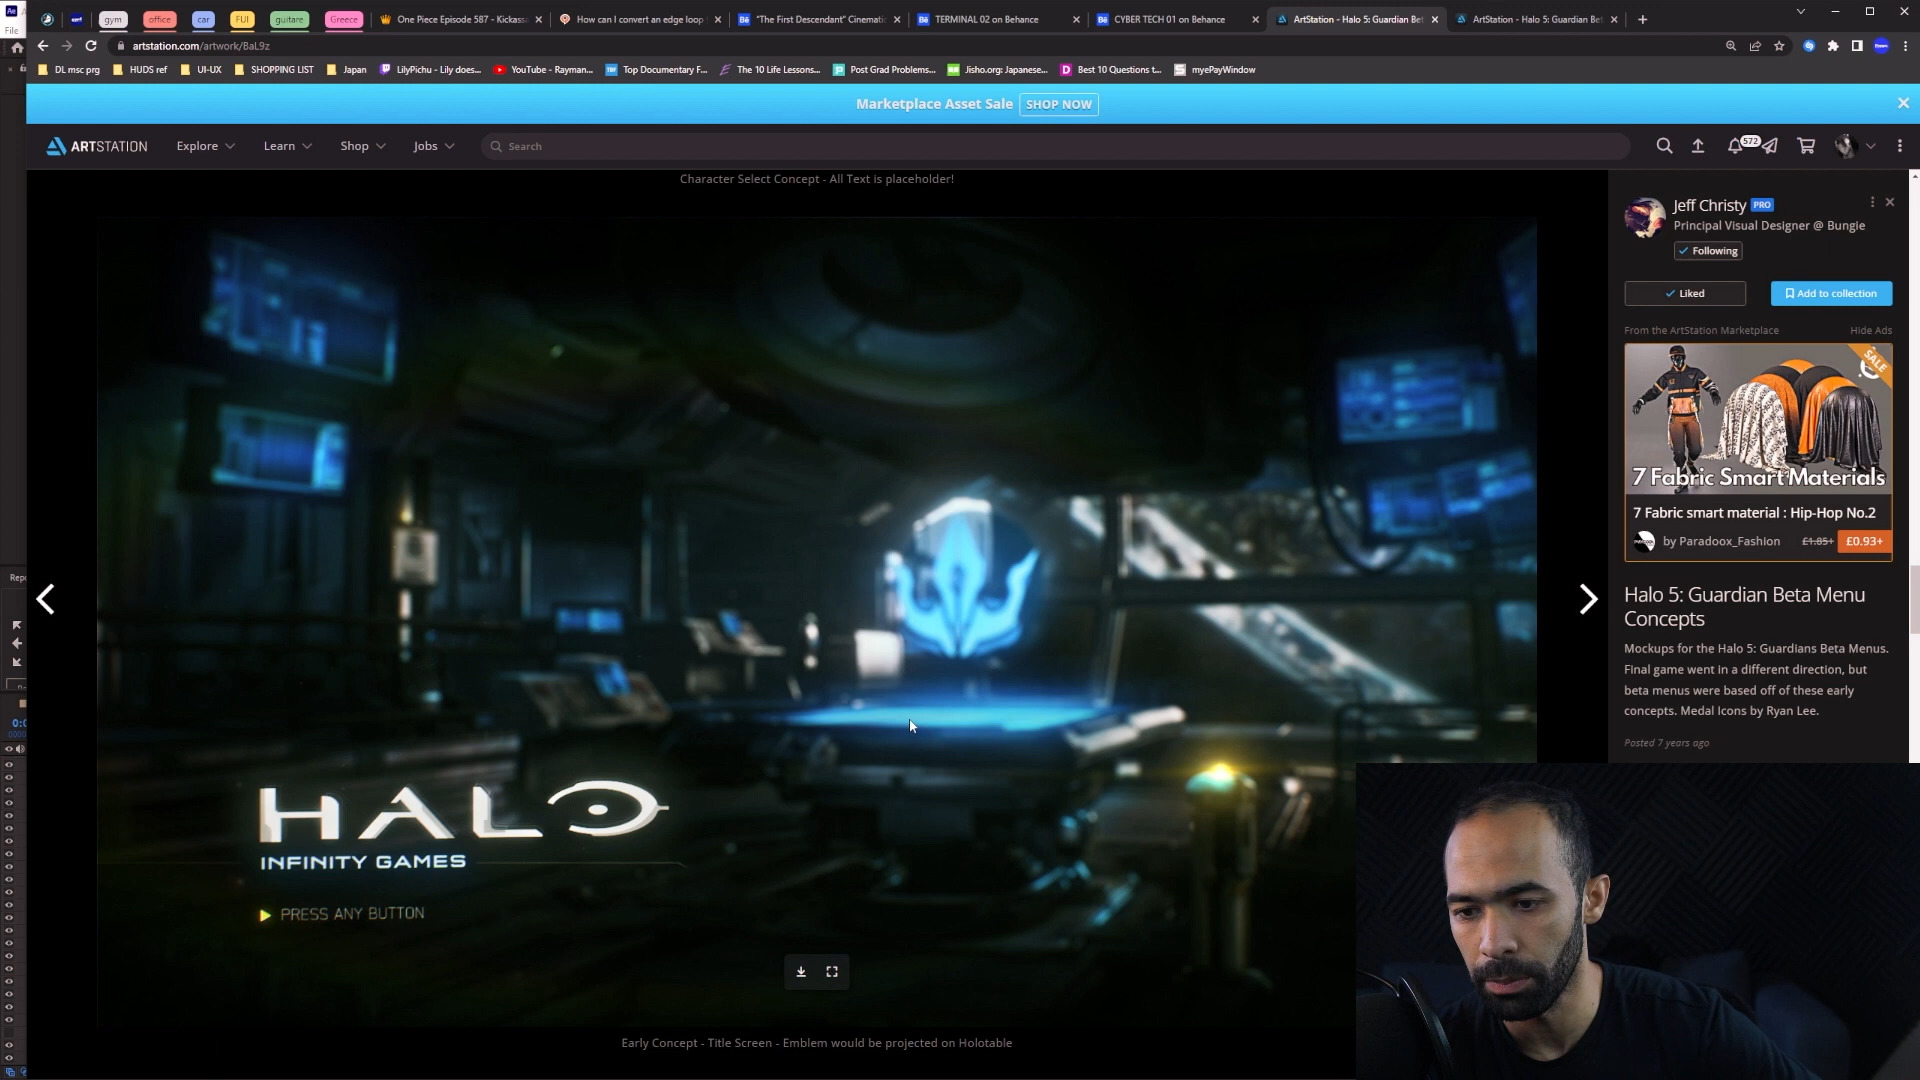 gym
office
car
FUI
guitare
Greece
One Piece Episode 587 - Kickass
How can I convert an edge loop
"The First Descendant" Cinematic
TERMINAL 02 on Behance
CYBER TECH 01 on Behance
ArtStation - Halo 5: Guardian Bet
ArtStation - Halo 5: Guardian Bet
File
artstation.com/artwork/BaL9z
DL msc prg
HUDS ref
UI-UX
SHOPPING LIST
Japan
LilyPichu - Lily does...
YouTube - Rayman...
Top Documentary F...
The 10 Life Lessons...
Post Grad Problems...
Jisho.org: Japanese...
Best 10 Questions t...
myePayWindow
Marketplace Asset Sale
SHOP NOW
ARTSTATION
Explore
Learn
Shop
Jobs
Search
572
Character Select Concept - All Text is placeholder!
Jeff Christy PRO
Principal Visual Designer @ Bungie
Following
Liked
Add to collection
From the ArtStation Marketplace
Hide Ads
SALE
7 Fabric Smart Materials
7 Fabric smart material : Hip-Hop No.2
by Paradoox_Fashion
£1.85+
£0.93+
Halo 5: Guardian Beta Menu
Concepts
Mockups for the Halo 5: Guardians Beta Menus.
Final game went in a different direction, but
beta menus were based off of these early
concepts. Medal Icons by Ryan Lee.
Posted 7 years ago
HALO
INFINITY GAMES
PRESS ANY BUTTON
Early Concept - Title Screen - Emblem would be projected on Holotable